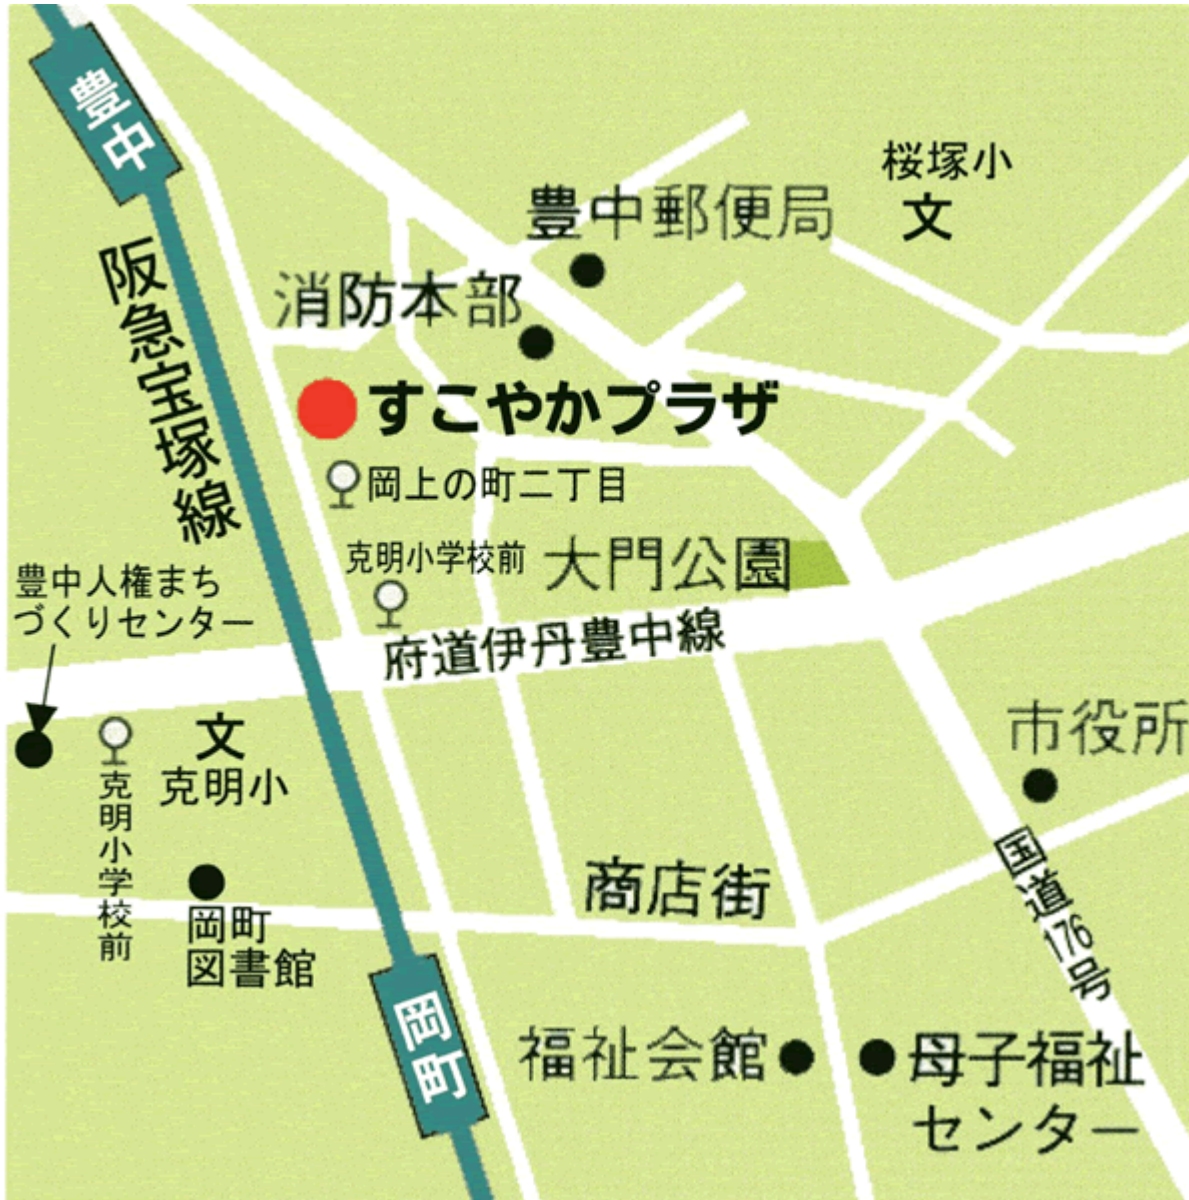 豊中
桜塚小
文
豊中郵便局
阪急宝塚線
消防本部
すこやかプラザ
岡上の町二丁目
克明小学校前
大門公園
豊中人権まち
づくりセンター
府道伊丹豊中線
文
克明小
克明小学校前
市役所
国道176号
商店街
岡町
図書館
岡町
福祉会館
母子福祉
センター